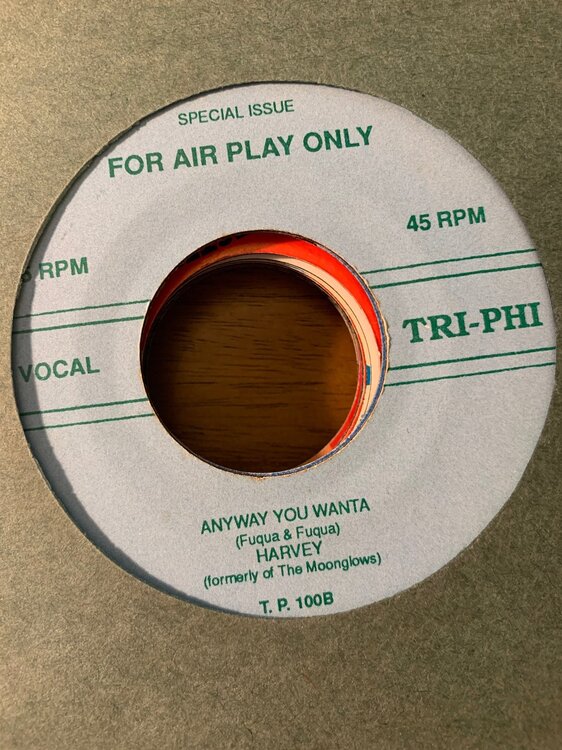 SPECIAL ISSUE
FOR AIR PLAY ONLY
45 RPM
RPM
TRI-PHI
VOCAL
ANYWAY YOU WANTA
(Fuqua & Fuqua)
HARVEY
(formerly of The Moonglows)
T. P. 100B